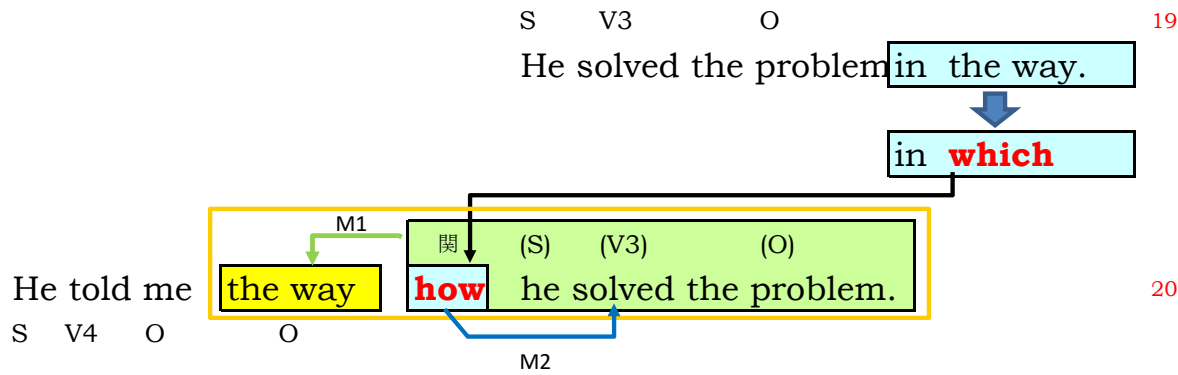 S V3 O 19
He solved the problem in the way.
in which
M1
関 (S) (V3) (O)
He told me the way how he solved the problem. 20
S V4 O O
M2